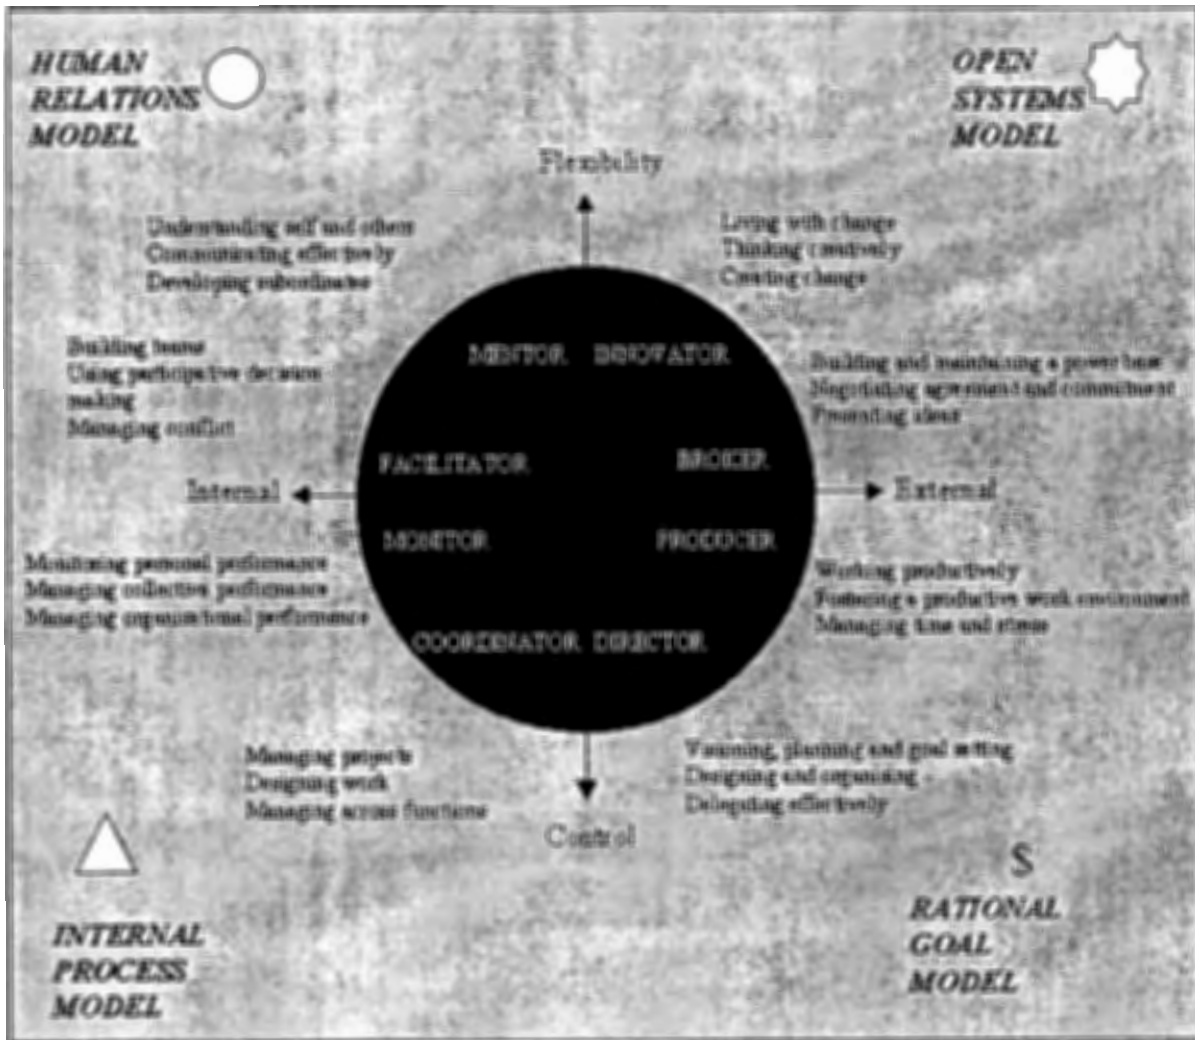 HUMAN
RELATIONS
MODEL
OPEN
SYSTEMS
MODEL
Flexibility
Understanding self and others
Communicating effectively
Developing subordinates
Living with change
Thinking creatively
Creating change
Building teams
Using participative decision
making
Managing conflict
MENTOR INNOVATOR
Building and maintaining a power base
Negotiating agreement and commitment
Presenting ideas
FACILITATOR
BROKER
Internal
External
MONITOR
PRODUCER
Monitoring personal performance
Managing collective performance
Managing organizational performance
Working productively
Fostering a productive work environment
Managing time and stress
COORDINATOR DIRECTOR
Managing projects
Designing work
Managing across functions
Visioning, planning and goal setting
Designing and organising
Delegating effectively
Control
$
INTERNAL
PROCESS
MODEL
RATIONAL
GOAL
MODEL